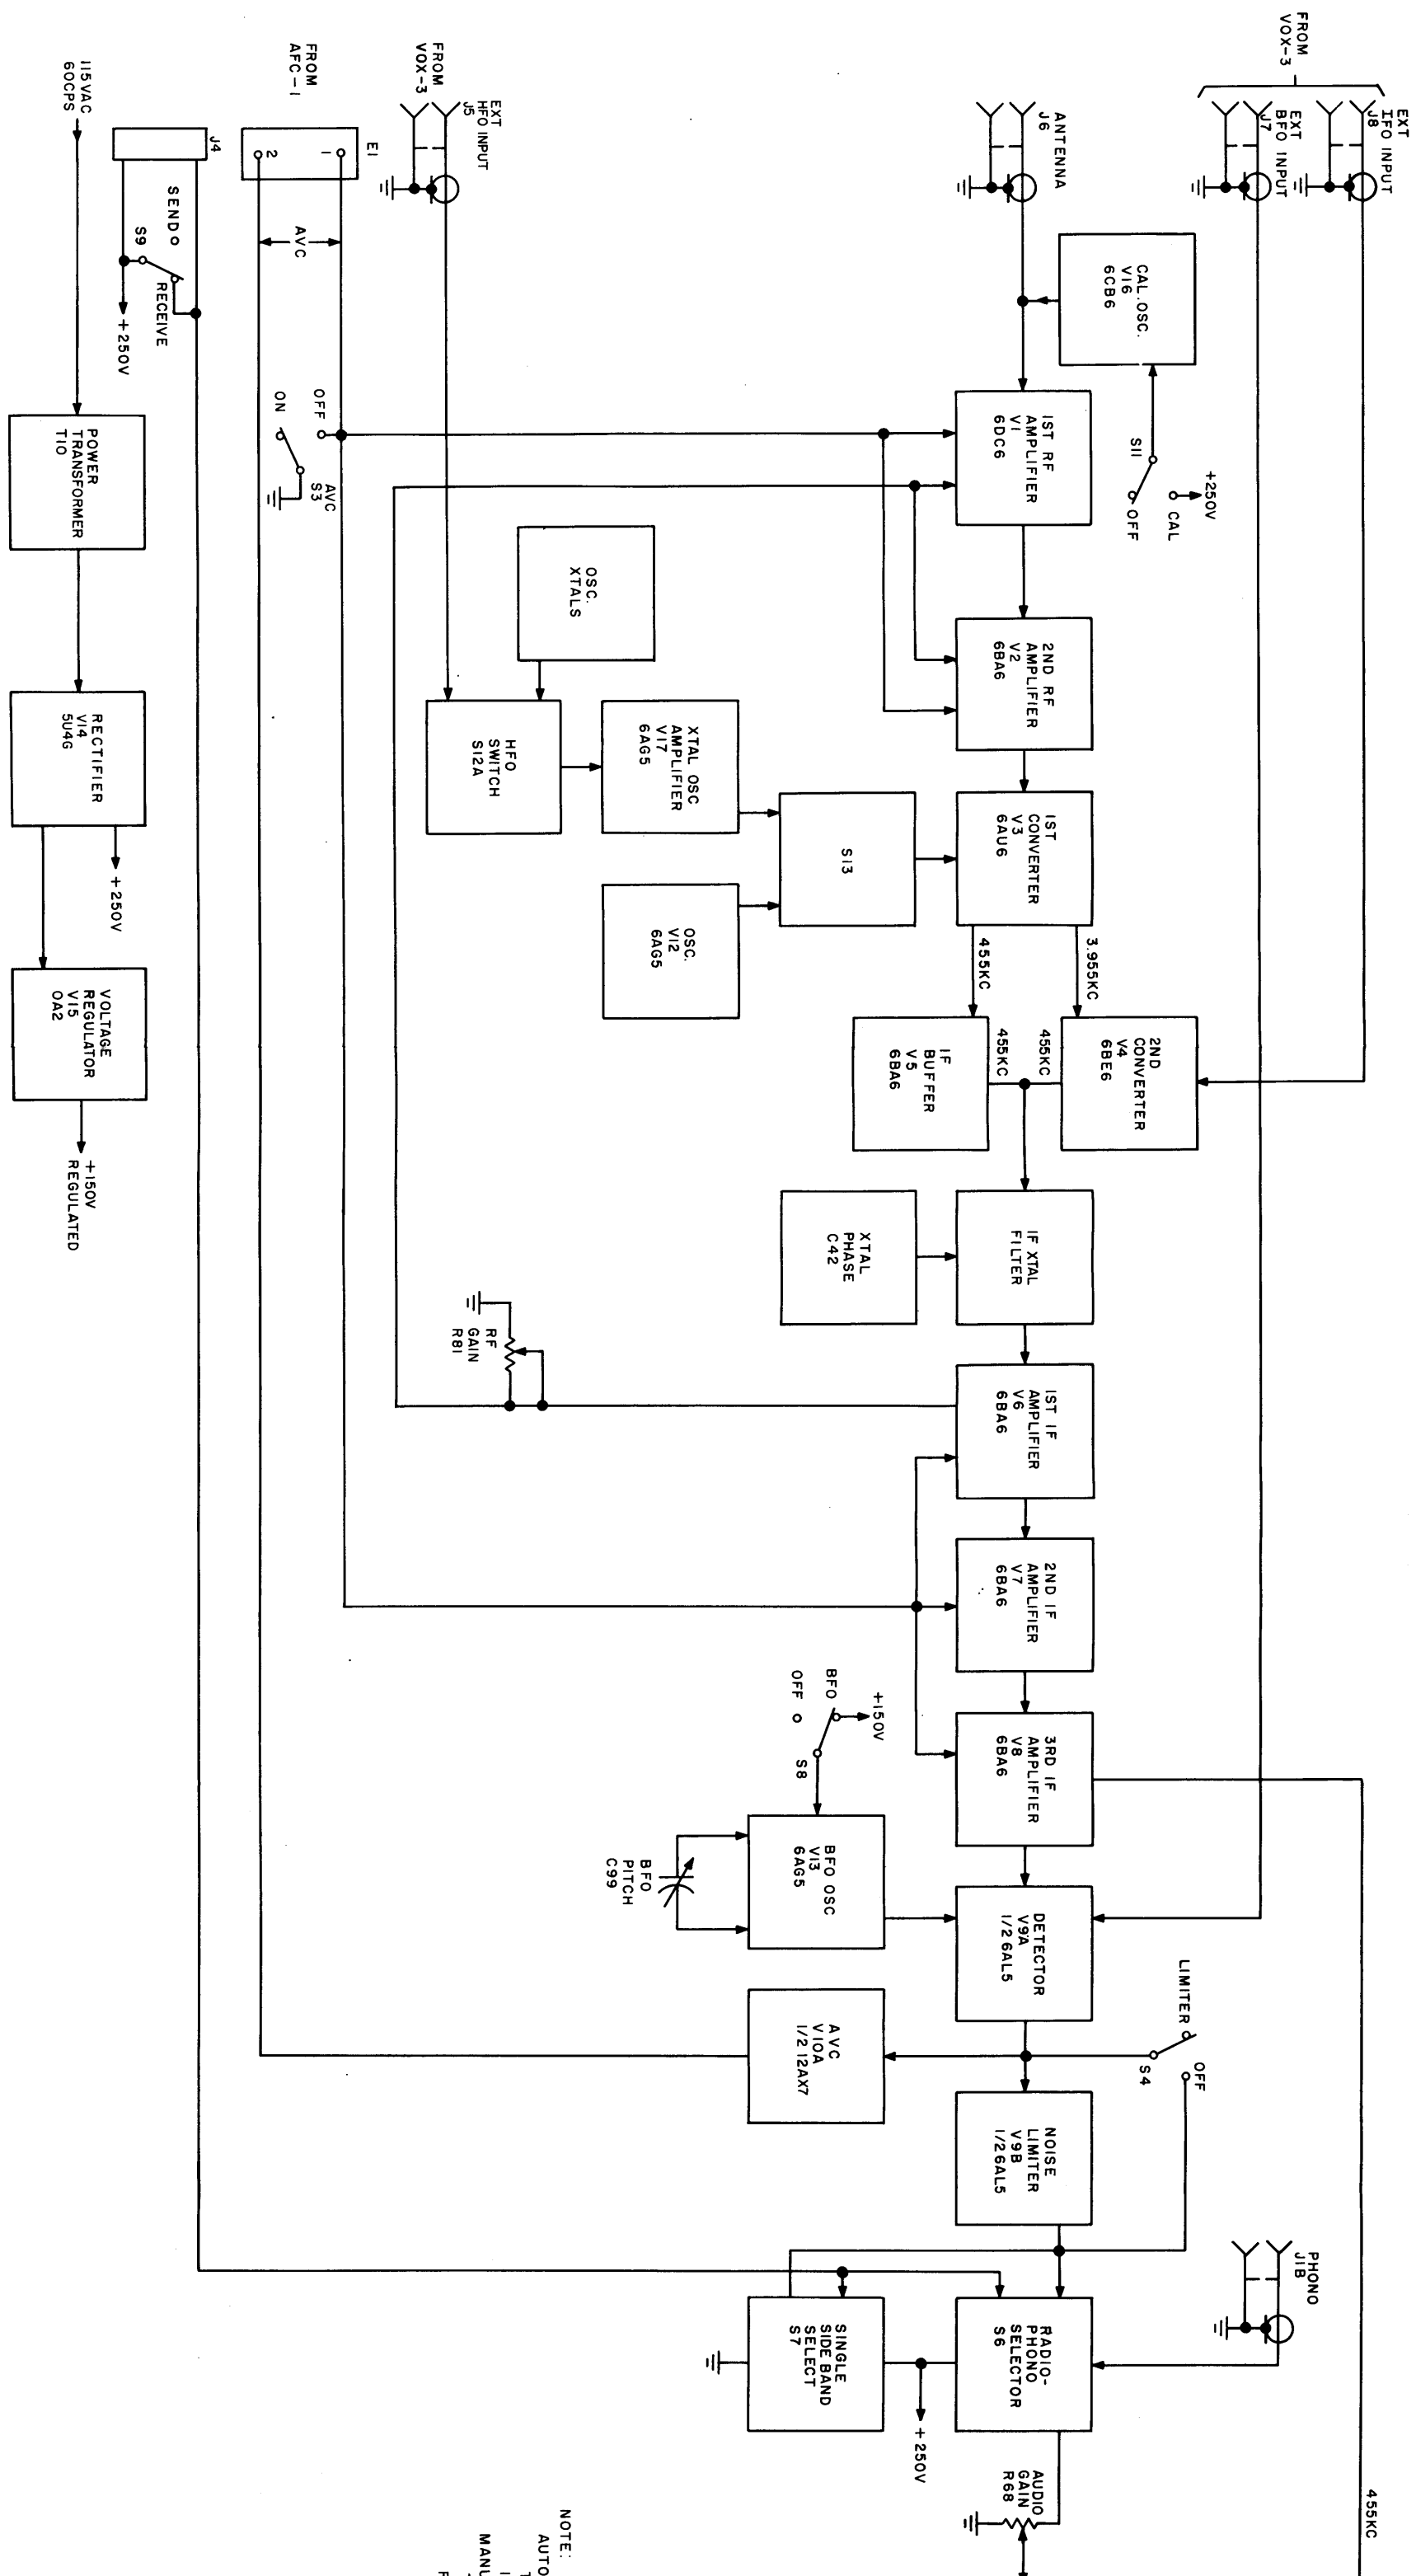 FROM
VOX-3
EXT
IFO INPUT
J8
EXT
BFO INPUT
J7
ANTENNA
J6
FROM
VOX-3
EXT
HFO INPUT
J5
FROM
AFC-1
E1
1
2
AVC
J4
SEND
S9
RECEIVE
+250V
115VAC
60CPS
CAL. OSC.
V16
6CB6
S11
+250V
CAL
OFF
1ST RF
AMPLIFIER
V1
6DC6
2ND RF
AMPLIFIER
V2
6BA6
1ST
CONVERTER
V3
6AU6
3.955KC
455KC
2ND
CONVERTER
V4
6BE6
455KC
455KC
IF
BUFFER
V5
6BA6
IF XTAL
FILTER
XTAL
PHASE
C42
1ST IF
AMPLIFIER
V6
6BA6
2ND IF
AMPLIFIER
V7
6BA6
3RD IF
AMPLIFIER
V8
6BA6
DETECTOR
V9A
1/2 6AL5
LIMITER
OFF
S4
NOISE
LIMITER
V9B
1/2 6AL5
PHONO
J1B
RADIO-
PHONO
SELECTOR
S6
AUDIO
GAIN
R68
455KC
OSC.
XTALS
HFO
SWITCH
S12A
XTAL OSC
AMPLIFIER
V17
6AG5
S13
OSC.
V12
6AG5
OFF
ON
AVC
S3
RF
GAIN
R81
+150V
BFO
OFF
S8
BFO OSC
V13
6AG5
BFO
PITCH
C99
AVC
V10A
1/2 12AX7
SINGLE
SIDE BAND
SELECT
S7
+250V
POWER
TRANSFORMER
T10
RECTIFIER
V14
5U4G
+250V
VOLTAGE
REGULATOR
V15
OA2
+150V
REGULATED
NOTE:
AUTO
MANU